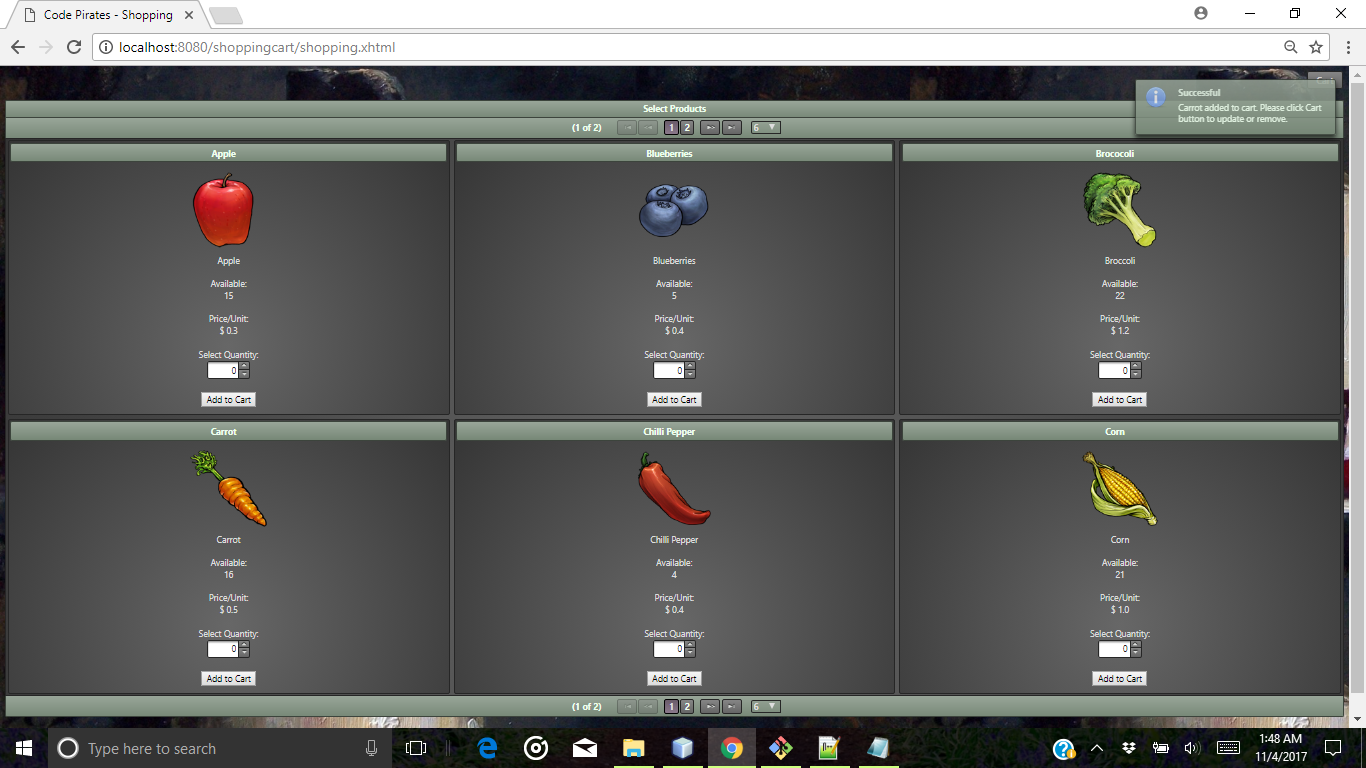 Code Pirates - Shopping
localhost:8080/shoppingcart/shopping.xhtml
Successful
Carrot added to cart. Please click Cart
button to update or remove.
Select Products
(1 of 2) 1 2 6
Apple
Blueberries
Brococoli
Apple
Blueberries
Broccoli
Available:
Available:
Available:
15
5
22
Price/Unit:
Price/Unit:
Price/Unit:
$ 0.3
$ 0.4
$ 1.2
Select Quantity:
Select Quantity:
Select Quantity:
0
0
0
Add to Cart
Add to Cart
Add to Cart
Carrot
Chilli Pepper
Corn
Carrot
Chilli Pepper
Corn
Available:
Available:
Available:
16
4
21
Price/Unit:
Price/Unit:
Price/Unit:
$ 0.5
$ 0.4
$ 1.0
Select Quantity:
Select Quantity:
Select Quantity:
0
0
0
Add to Cart
Add to Cart
Add to Cart
(1 of 2) 1 2 6
Type here to search
1:48 AM
11/4/2017